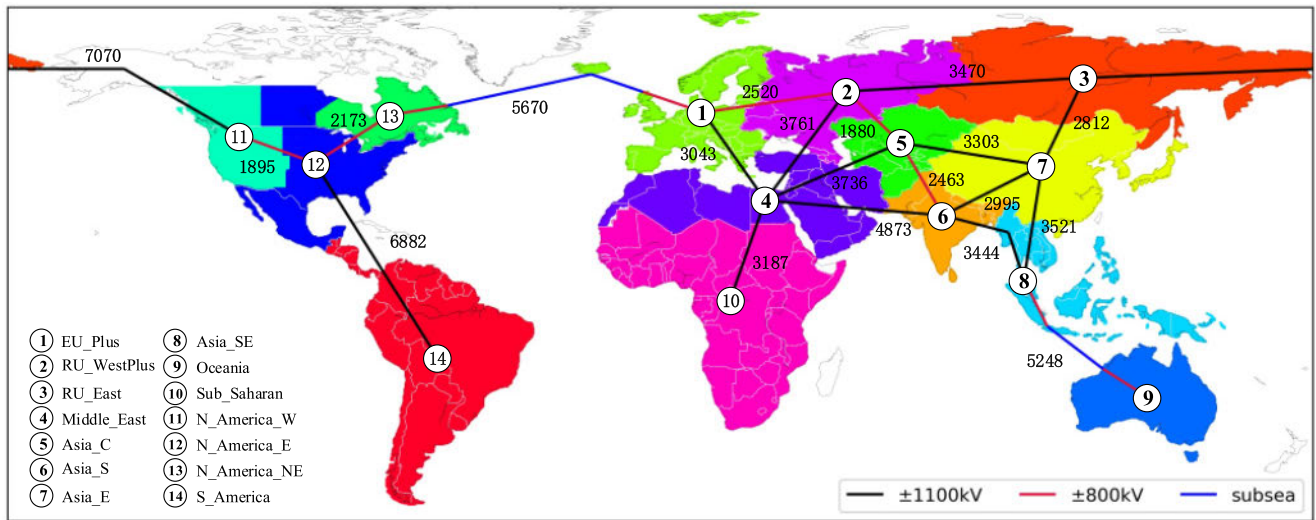 7070
3470
2520
2
3
1
5670
2173
13
3761
1880
2812
11
12
5
3303
7
1895
3043
3736
2463
4
6
2995
4873
3521
3444
6882
3187
8
10
14
5248
9
1 EU_Plus
2 RU_WestPlus
3 RU_East
4 Middle_East
5 Asia_C
6 Asia_S
7 Asia_E
8 Asia_SE
9 Oceania
10 Sub_Saharan
11 N_America_W
12 N_America_E
13 N_America_NE
14 S_America
±1100kV
±800kV
subsea